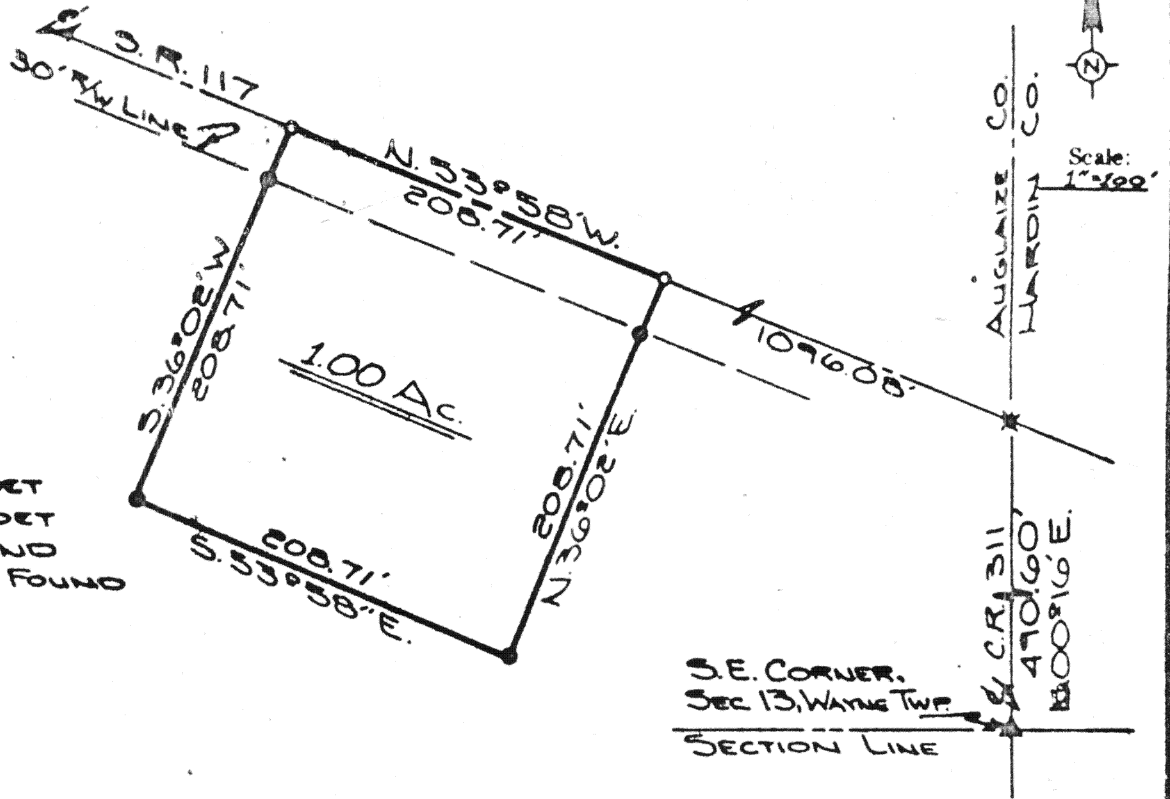 S.R. 117
30' R/W LINE
N. 53°58' W.
208.71'
N
AUGLAIZE CO.
HARDIN CO.
Scale:
1"=100'
S. 36°02' W
208.71'
1.00 Ac.
1096.08'
208.71'
N. 36°02' E.
208.71'
S. 53°58" E.
FOUND
℄ C.R. 311
490.60'
00°16' E.
S.E. CORNER,
SEC 13, WAYNE TWP.
SECTION LINE